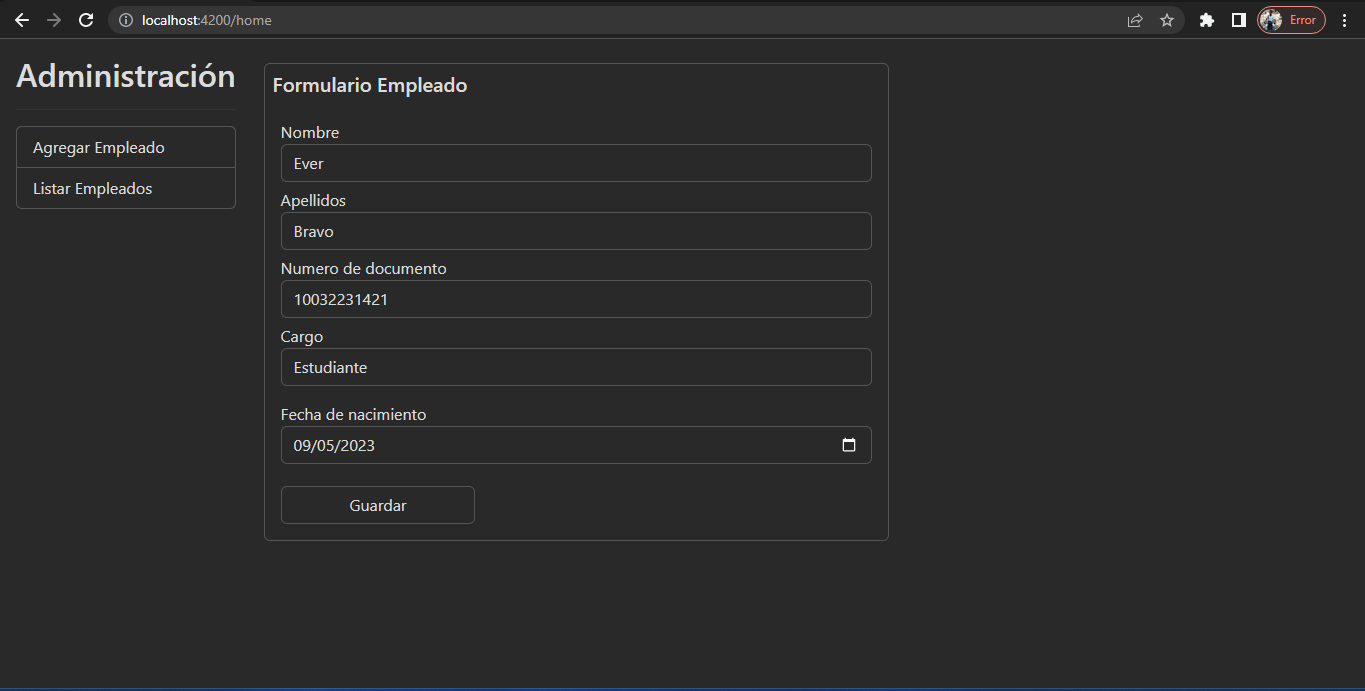 localhost:4200/home
Error
Administración
Agregar Empleado
Listar Empleados
Formulario Empleado
Nombre
Ever
Apellidos
Bravo
Numero de documento
10032231421
Cargo
Estudiante
Fecha de nacimiento
09/05/2023
Guardar